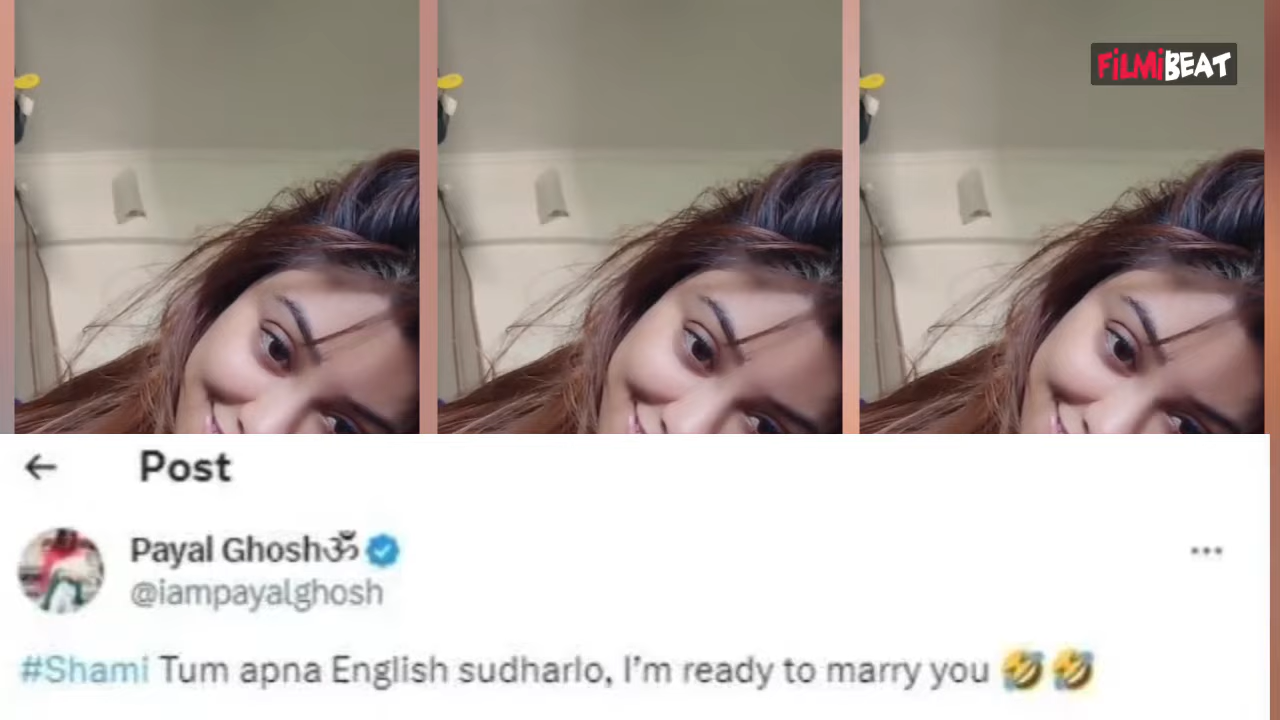 FILMIBEAT
Post
Payal Ghoshॐ
@iampayalghosh
#Shami Tum apna English sudharlo, I'm ready to marry you 🤣🤣